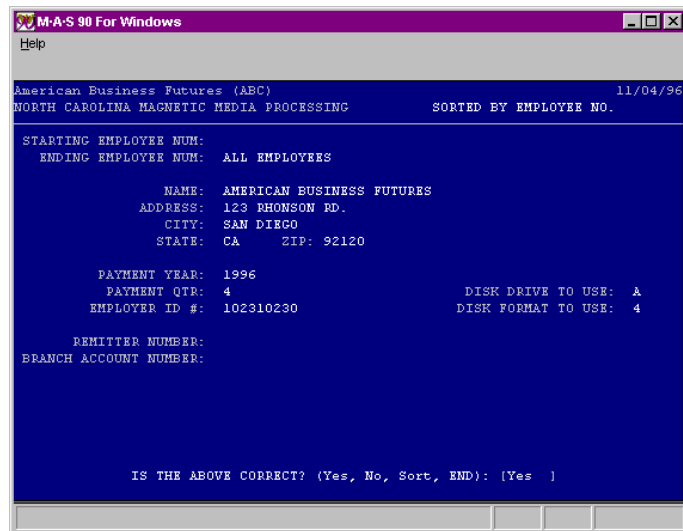 M·A·S 90 For Windows
Help
American Business Futures (ABC) 11/04/96
NORTH CAROLINA MAGNETIC MEDIA PROCESSING SORTED BY EMPLOYEE NO.
STARTING EMPLOYEE NUM:
ENDING EMPLOYEE NUM: ALL EMPLOYEES
NAME: AMERICAN BUSINESS FUTURES
ADDRESS: 123 RHONSON RD.
CITY: SAN DIEGO
STATE: CA ZIP: 92120
PAYMENT YEAR: 1996
PAYMENT QTR: 4 DISK DRIVE TO USE: A
EMPLOYER ID #: 102310230 DISK FORMAT TO USE: 4
REMITTER NUMBER:
BRANCH ACCOUNT NUMBER:
IS THE ABOVE CORRECT? (Yes, No, Sort, END): [Yes ]